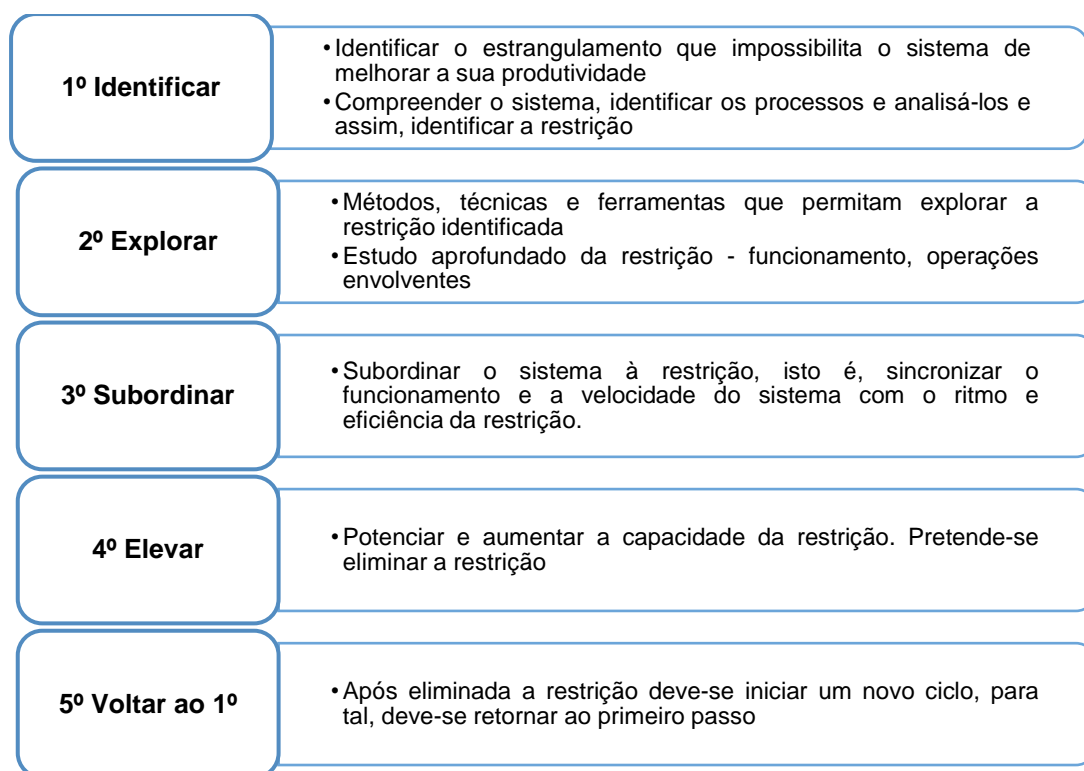 1º Identificar
•Identificar o estrangulamento que impossibilita o sistema de
melhorar a sua produtividade
•Compreender o sistema, identificar os processos e analisá-los e
assim, identificar a restrição
2º Explorar
•Métodos, técnicas e ferramentas que permitam explorar a
restrição identificada
•Estudo aprofundado da restrição - funcionamento, operações
envolventes
3º Subordinar
•Subordinar o sistema à restrição, isto é, sincronizar o
funcionamento e a velocidade do sistema com o ritmo e
eficiência da restrição.
4º Elevar
•Potenciar e aumentar a capacidade da restrição. Pretende-se
eliminar a restrição
5º Voltar ao 1º
•Após eliminada a restrição deve-se iniciar um novo ciclo, para
tal, deve-se retornar ao primeiro passo